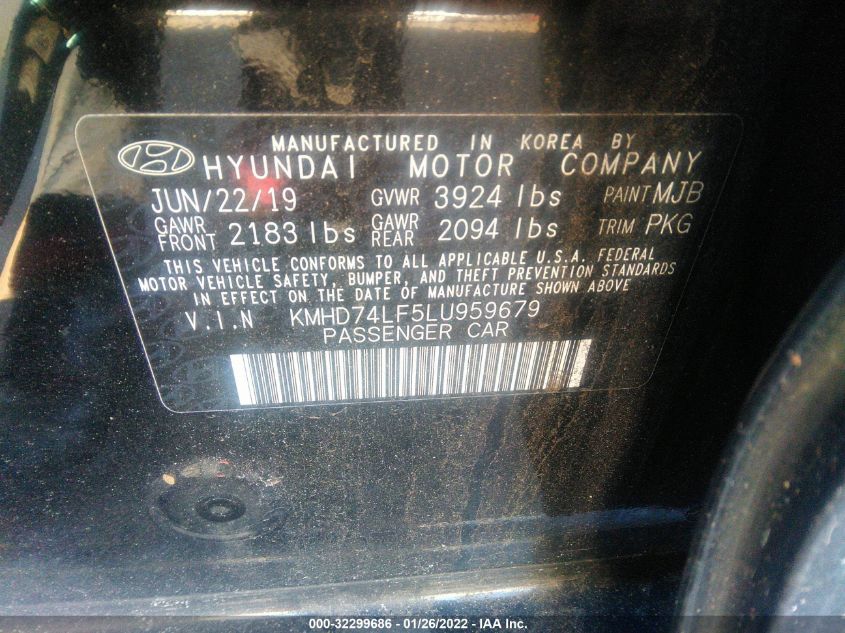 MANUFACTURED IN KOREA BY
HYUNDAI MOTOR COMPANY
JUN/22/19 GVWR 3924 lbs PAINT MJB
GAWR FRONT 2183 lbs GAWR REAR 2094 lbs TRIM PKG
THIS VEHICLE CONFORMS TO ALL APPLICABLE U.S.A. FEDERAL
MOTOR VEHICLE SAFETY, BUMPER, AND THEFT PREVENTION STANDARDS
IN EFFECT ON THE DATE OF MANUFACTURE SHOWN ABOVE
V.I.N KMHD74LF5LU959679
PASSENGER CAR
000-32299686 - 01/26/2022 - IAA Inc.